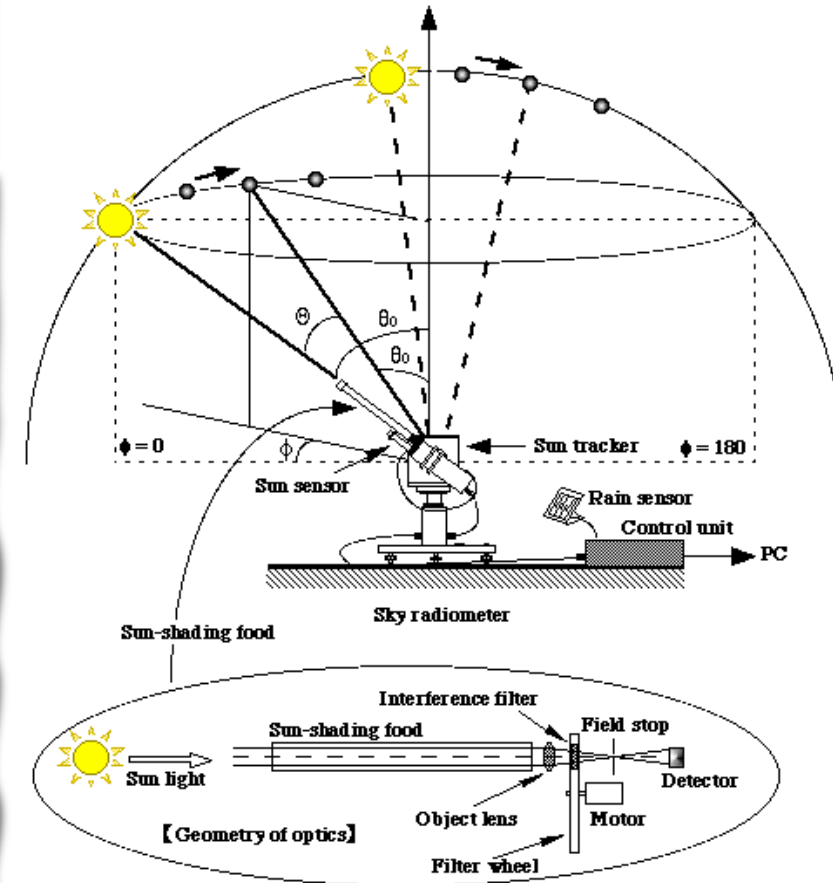 Θ
θ₀
θ₀
ϕ = 0
ϕ
Sun tracker
ϕ = 180
Sun sensor
Rain sensor
Control unit
PC
Sky radiometer
Sun-shading food
Interference filter
Sun-shading food
Field stop
Sun light
Detector
Object lens
Motor
【Geometry of optics】
Filter wheel